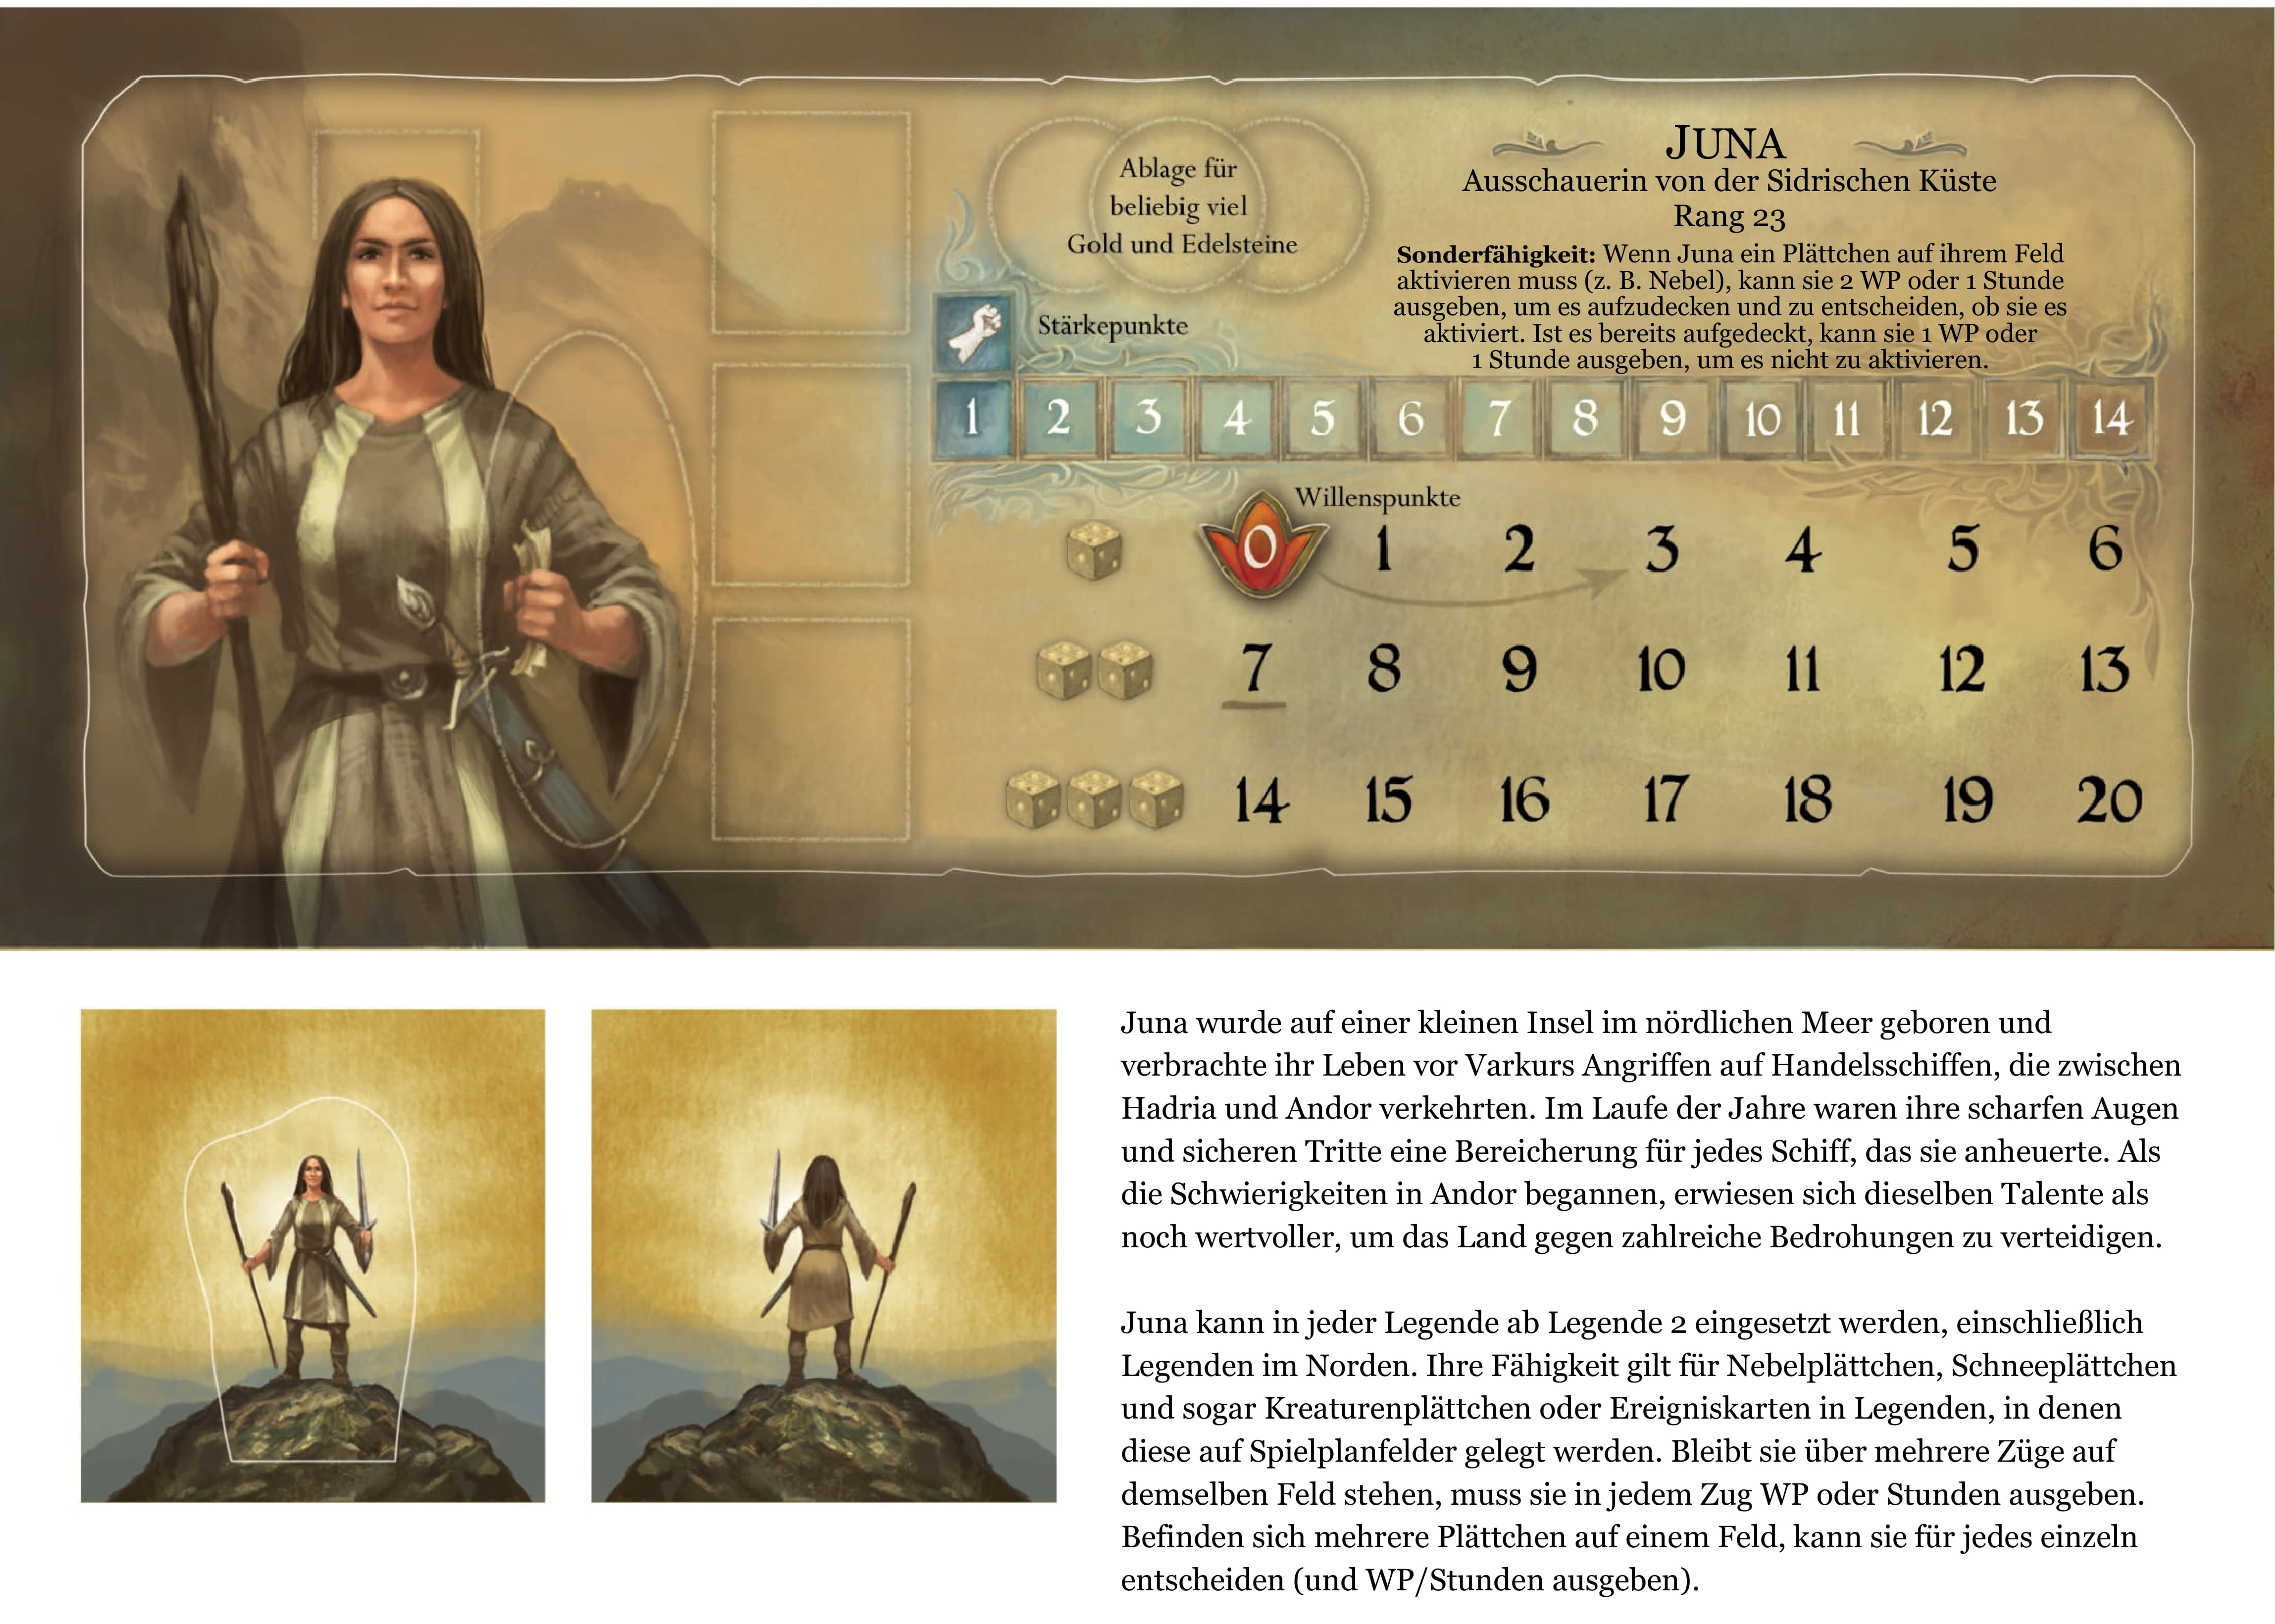 JUNA
Ausschauerin von der Sidrischen Küste
Rang 23
Sonderfähigkeit: Wenn Juna ein Plättchen auf ihrem Feld
aktivieren muss (z. B. Nebel), kann sie 2 WP oder 1 Stunde
ausgeben, um es aufzudecken und zu entscheiden, ob sie es
aktiviert. Ist es bereits aufgedeckt, kann sie 1 WP oder
1 Stunde ausgeben, um es nicht zu aktivieren.
Ablage für
beliebig viel
Gold und Edelsteine
Stärkepunkte
1 2 3 4 5 6 7 8 9 10 11 12 13 14
Willenspunkte
0 1 2 3 4 5 6
7 8 9 10 11 12 13
14 15 16 17 18 19 20
Juna wurde auf einer kleinen Insel im nördlichen Meer geboren und
verbrachte ihr Leben vor Varkurs Angriffen auf Handelsschiffen, die zwischen
Hadria und Andor verkehrten. Im Laufe der Jahre waren ihre scharfen Augen
und sicheren Tritte eine Bereicherung für jedes Schiff, das sie anheuerte. Als
die Schwierigkeiten in Andor begannen, erwiesen sich dieselben Talente als
noch wertvoller, um das Land gegen zahlreiche Bedrohungen zu verteidigen.
Juna kann in jeder Legende ab Legende 2 eingesetzt werden, einschließlich
Legenden im Norden. Ihre Fähigkeit gilt für Nebelplättchen, Schneeplättchen
und sogar Kreaturenplättchen oder Ereigniskarten in Legenden, in denen
diese auf Spielplanfelder gelegt werden. Bleibt sie über mehrere Züge auf
demselben Feld stehen, muss sie in jedem Zug WP oder Stunden ausgeben.
Befinden sich mehrere Plättchen auf einem Feld, kann sie für jedes einzeln
entscheiden (und WP/Stunden ausgeben).